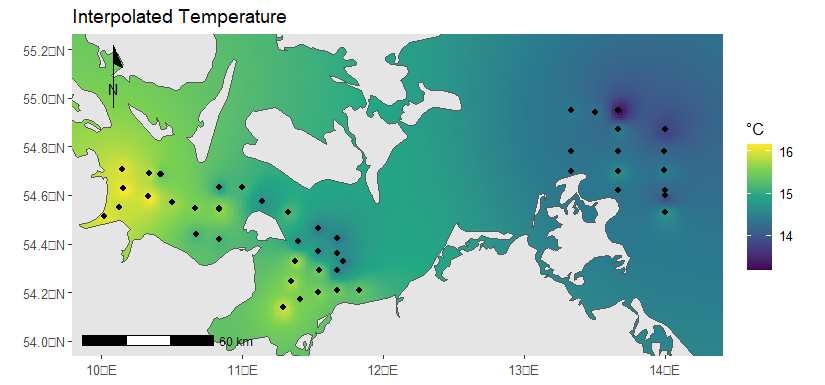 Interpolated Temperature
55.2□N
55.0□N
54.8□N
54.6□N
54.4□N
54.2□N
54.0□N
N
60 km
10□E
11□E
12□E
13□E
14□E
°C
16
15
14